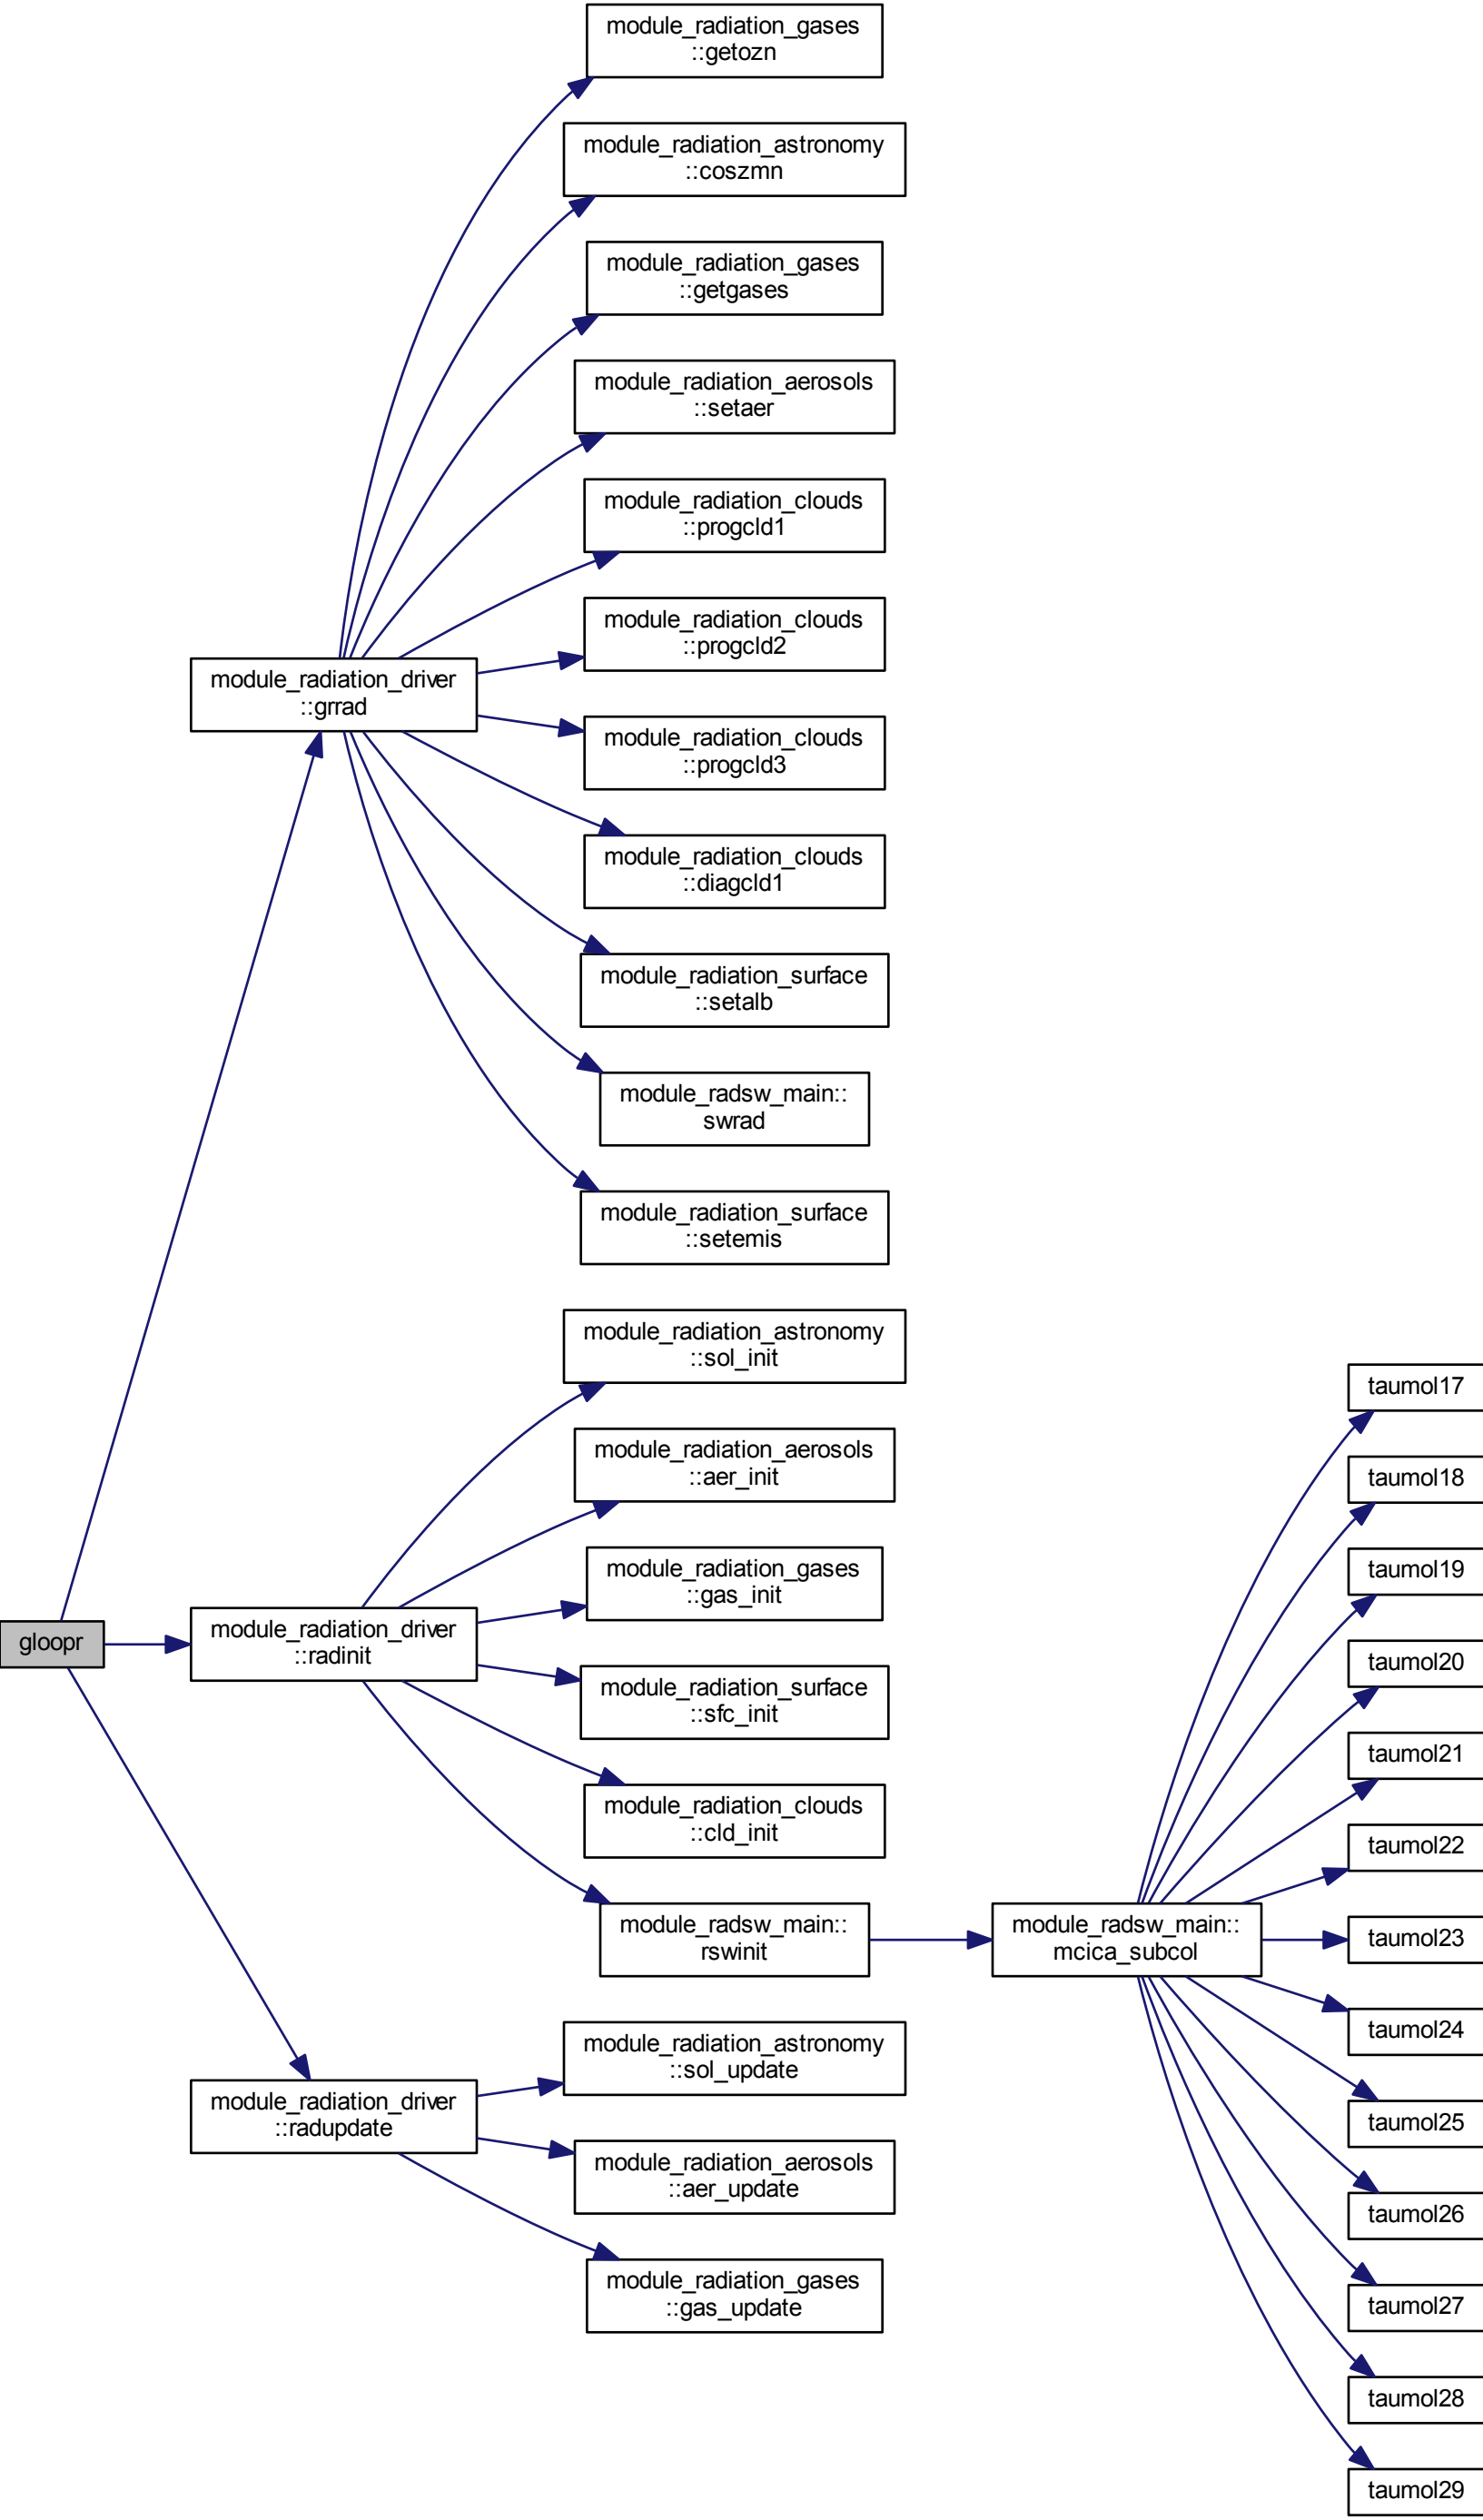 module_radiation_gases
::getozn
module_radiation_astronomy
::coszmn
module_radiation_gases
::getgases
module_radiation_aerosols
::setaer
module_radiation_clouds
::progcld1
module_radiation_clouds
::progcld2
module_radiation_driver
::grrad
module_radiation_clouds
::progcld3
module_radiation_clouds
::diagcld1
module_radiation_surface
::setalb
module_radsw_main::
swrad
module_radiation_surface
::setemis
module_radiation_astronomy
::sol_init
module_radiation_aerosols
::aer_init
module_radiation_gases
::gas_init
gloopr
module_radiation_driver
::radinit
module_radiation_surface
::sfc_init
module_radiation_clouds
::cld_init
module_radsw_main::
rswinit
module_radsw_main::
mcica_subcol
taumol17
taumol18
taumol19
taumol20
taumol21
taumol22
taumol23
taumol24
taumol25
taumol26
taumol27
taumol28
taumol29
module_radiation_driver
::radupdate
module_radiation_astronomy
::sol_update
module_radiation_aerosols
::aer_update
module_radiation_gases
::gas_update